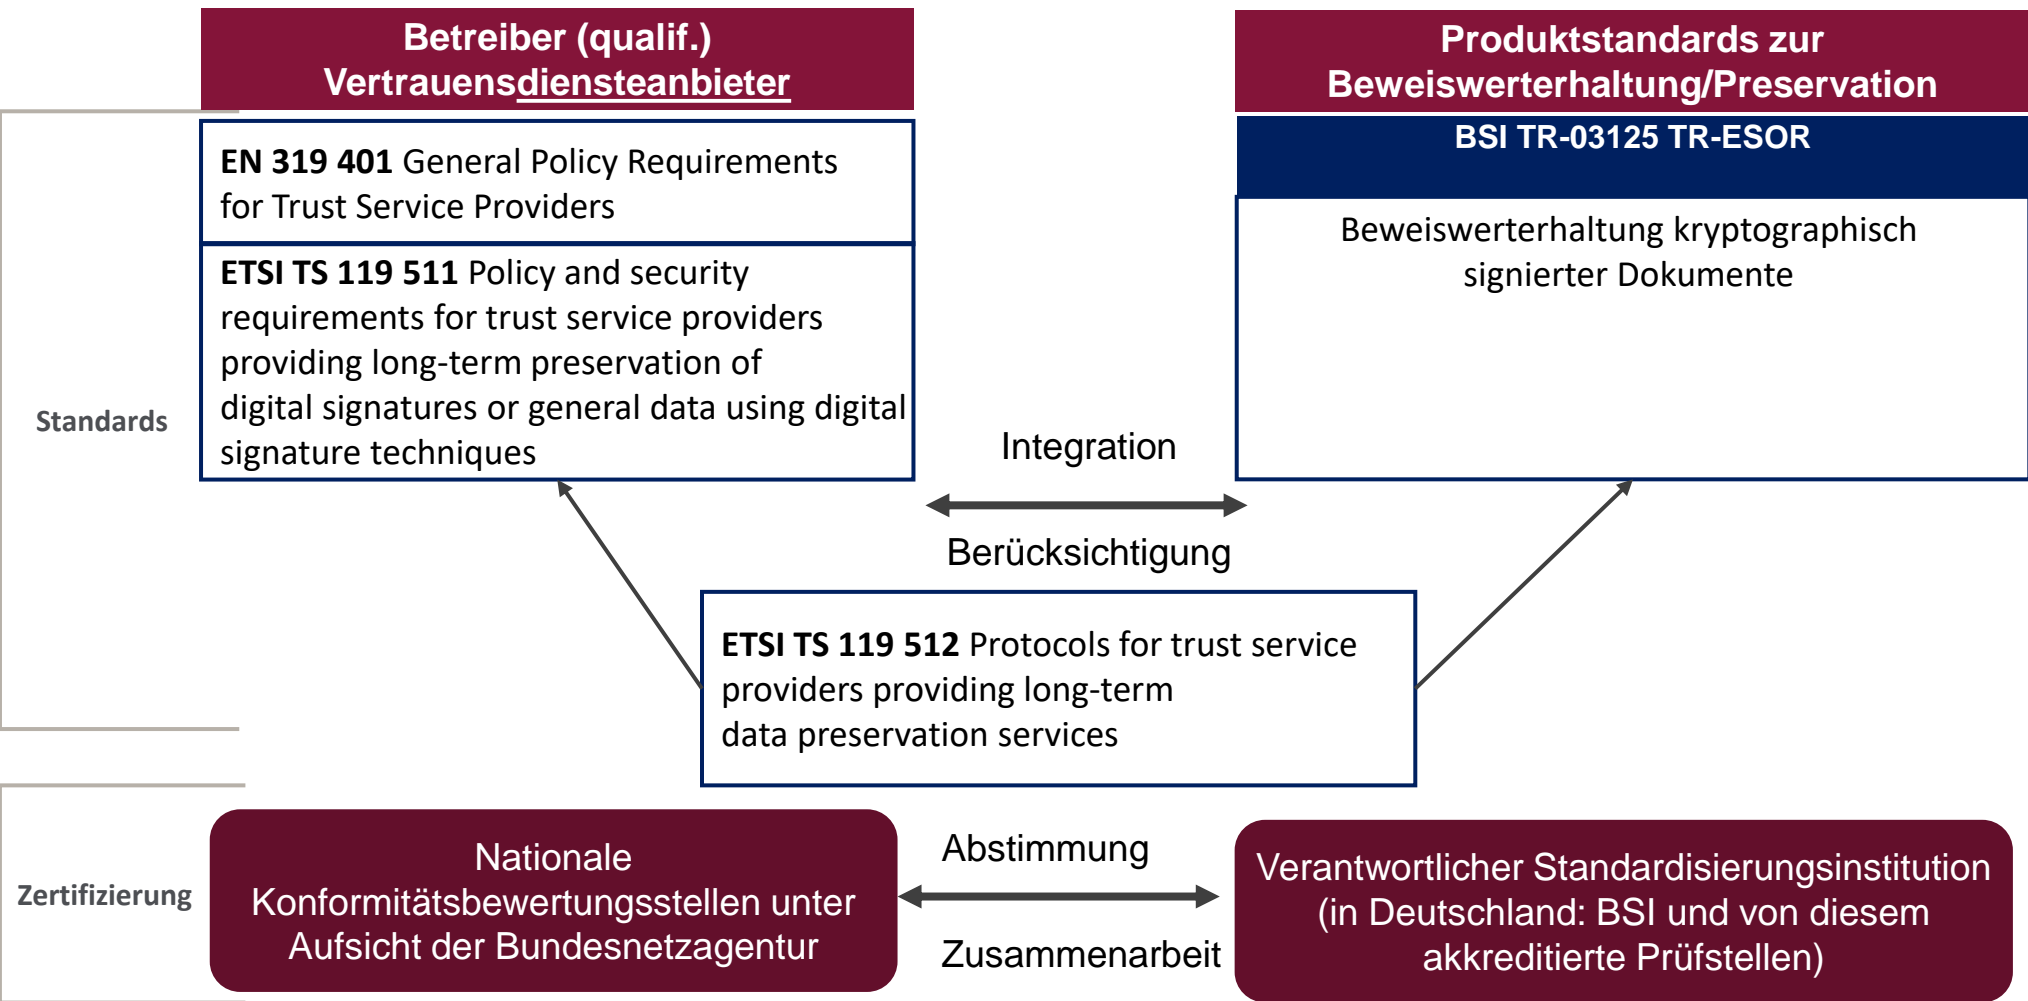 Betreiber (qualif.)
Vertrauensdiensteanbieter
Produktstandards zur
Beweiswerterhaltung/Preservation
Standards
EN 319 401 General Policy Requirements
for Trust Service Providers
ETSI TS 119 511 Policy and security
requirements for trust service providers
providing long-term preservation of
digital signatures or general data using digital
signature techniques
BSI TR-03125 TR-ESOR
Beweiswerterhaltung kryptographisch
signierter Dokumente
Integration
Berücksichtigung
ETSI TS 119 512 Protocols for trust service
providers providing long-term
data preservation services
Zertifizierung
Nationale
Konformitätsbewertungsstellen unter
Aufsicht der Bundesnetzagentur
Abstimmung
Zusammenarbeit
Verantwortlicher Standardisierungsinstitution
(in Deutschland: BSI und von diesem
akkreditierte Prüfstellen)